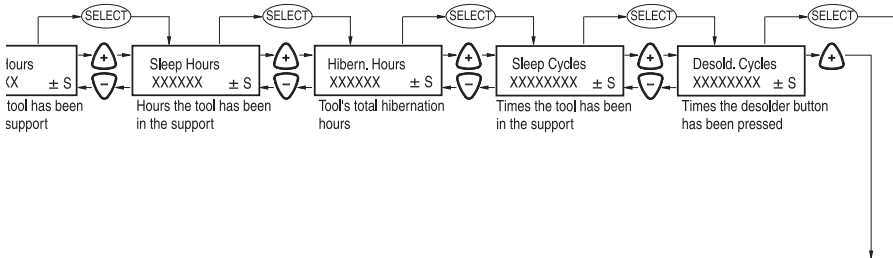 SELECT SELECT SELECT SELECT SELECT
+ + + + +
Sleep Hours Hibern. Hours Sleep Cycles Desold. Cycles
XX ± S XXXXXX ± S XXXXXX ± S XXXXXXXX ± S XXXXXXXX ± S
− − − −
tool has been Hours the tool has been Tool's total hibernation Times the tool has been Times the desolder button
support in the support hours in the support has been pressed